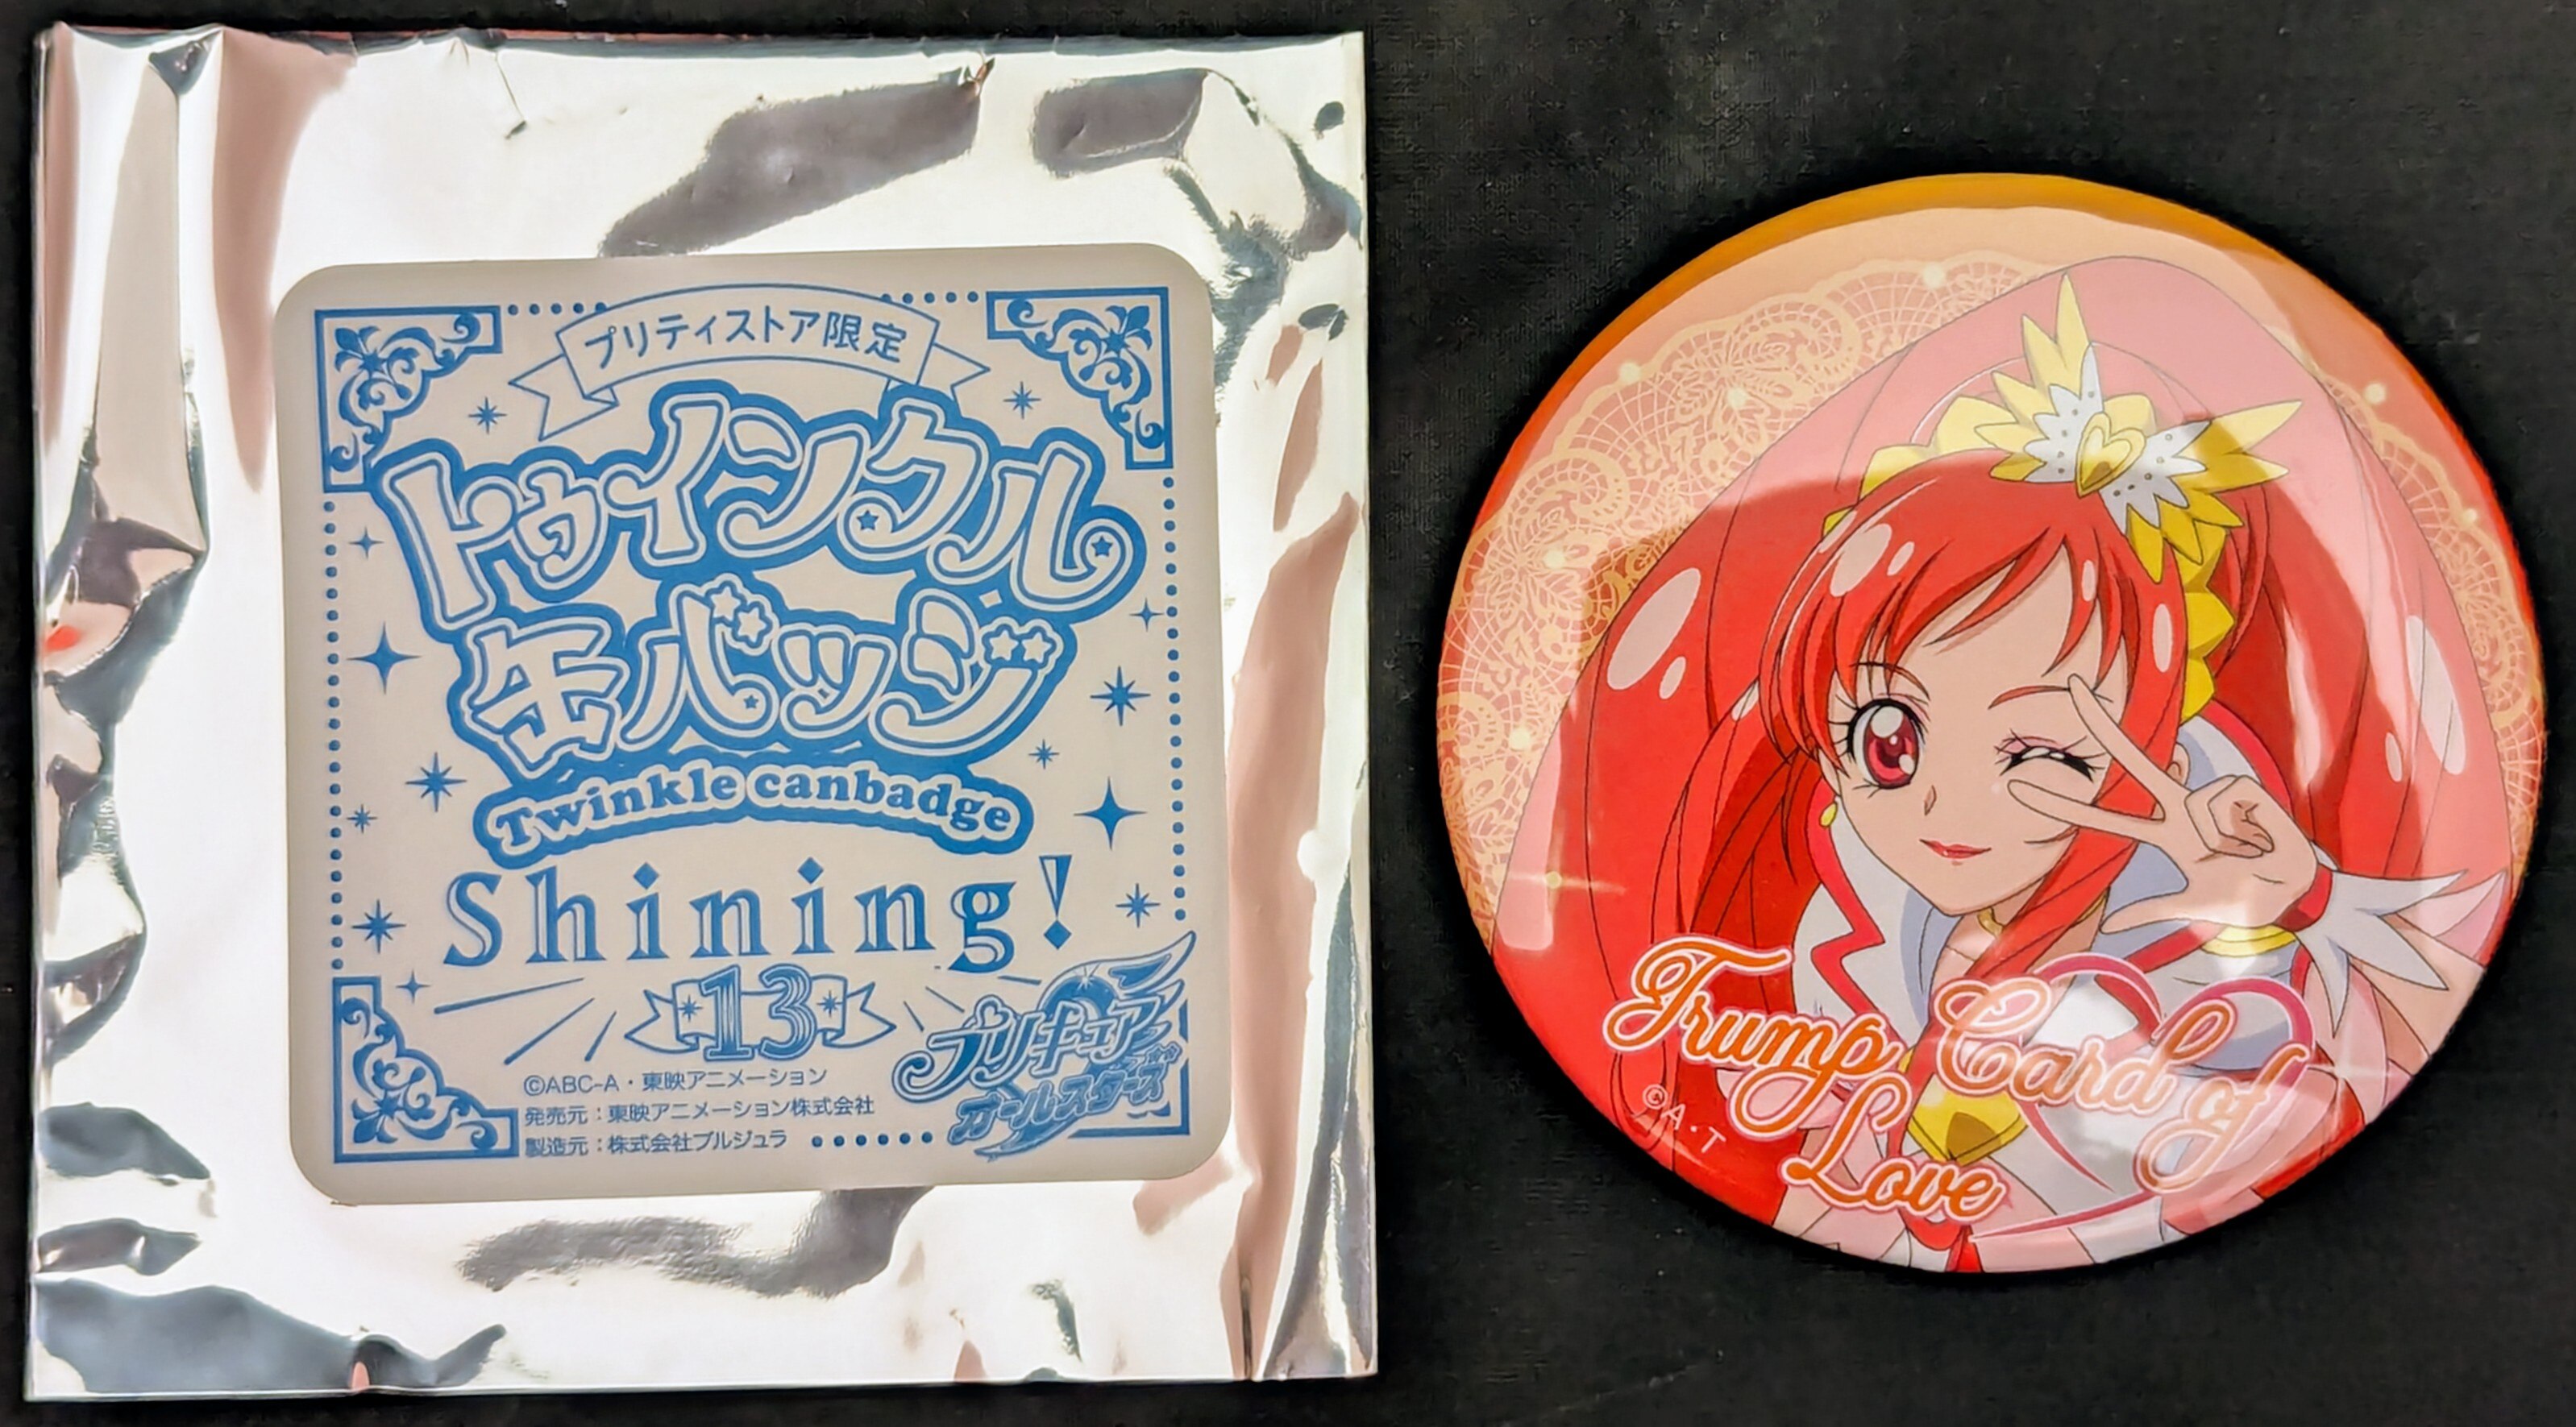 プリティストア限定
トゥインクル
缶バッジ
Twinkle canbadge
Shining!
13
プリキュア
オールスターズ
©ABC-A・東映アニメーション
発売元：東映アニメーション株式会社
製造元：株式会社ブルジュラ
Trump Card of
Love
©A・T